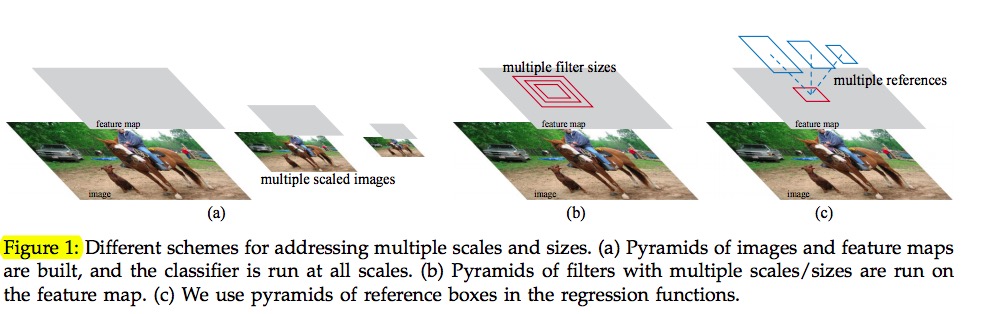 multiple filter sizes
multiple references
feature map
feature map
feature map
image
multiple scaled images
image
image
(a)
(b)
(c)
Figure 1: Different schemes for addressing multiple scales and sizes. (a) Pyramids of images and feature maps
are built, and the classifier is run at all scales. (b) Pyramids of filters with multiple scales/sizes are run on
the feature map. (c) We use pyramids of reference boxes in the regression functions.